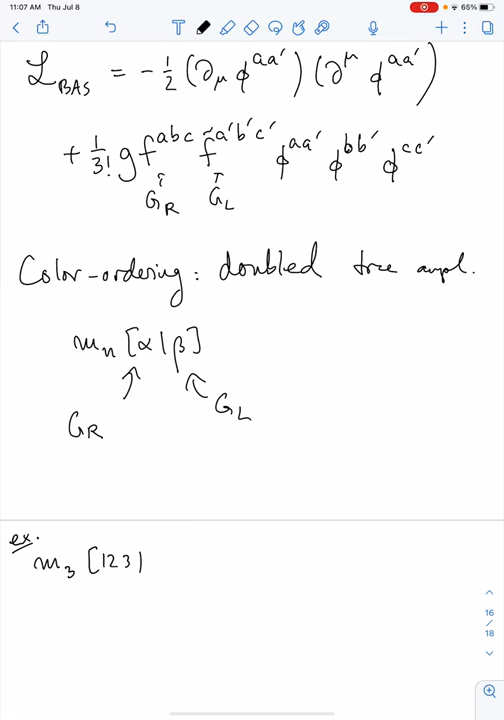 11:07 AM Thu Jul 8
65%
T
ℒ_BAS = -1/2 (∂_μ φ^{aa'}) (∂^μ φ^{aa'})
+ 1/3! g f^{abc} f̃^{a'b'c'} φ^{aa'} φ^{bb'} φ^{cc'}
↑ ↑
G_R G_L
Color-ordering: doubled tree ampl.
m_n [α|β]
G_L
G_R
ex.
m_3 [123)
16
/
18